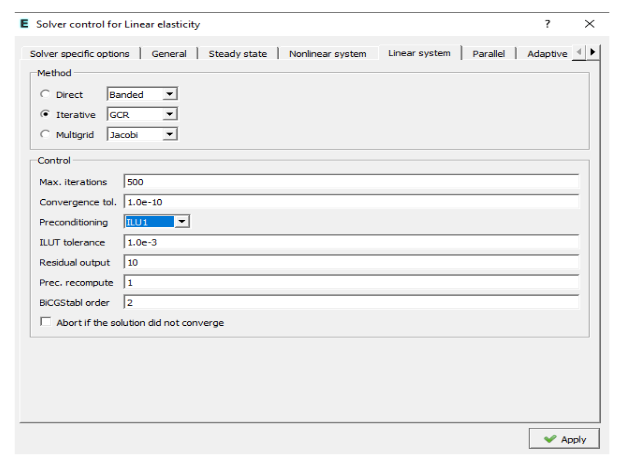 E Solver control for Linear elasticity ? ×
Solver specific options General Steady state Nonlinear system Linear system Parallel Adaptive
Method
Direct Banded
Iterative GCR
Multigrid Jacobi
Control
Max. iterations 500
Convergence tol. 1.0e-10
Preconditioning ILU1
ILUT tolerance 1.0e-3
Residual output 10
Prec. recompute 1
BiCGStabl order 2
Abort if the solution did not converge
Apply